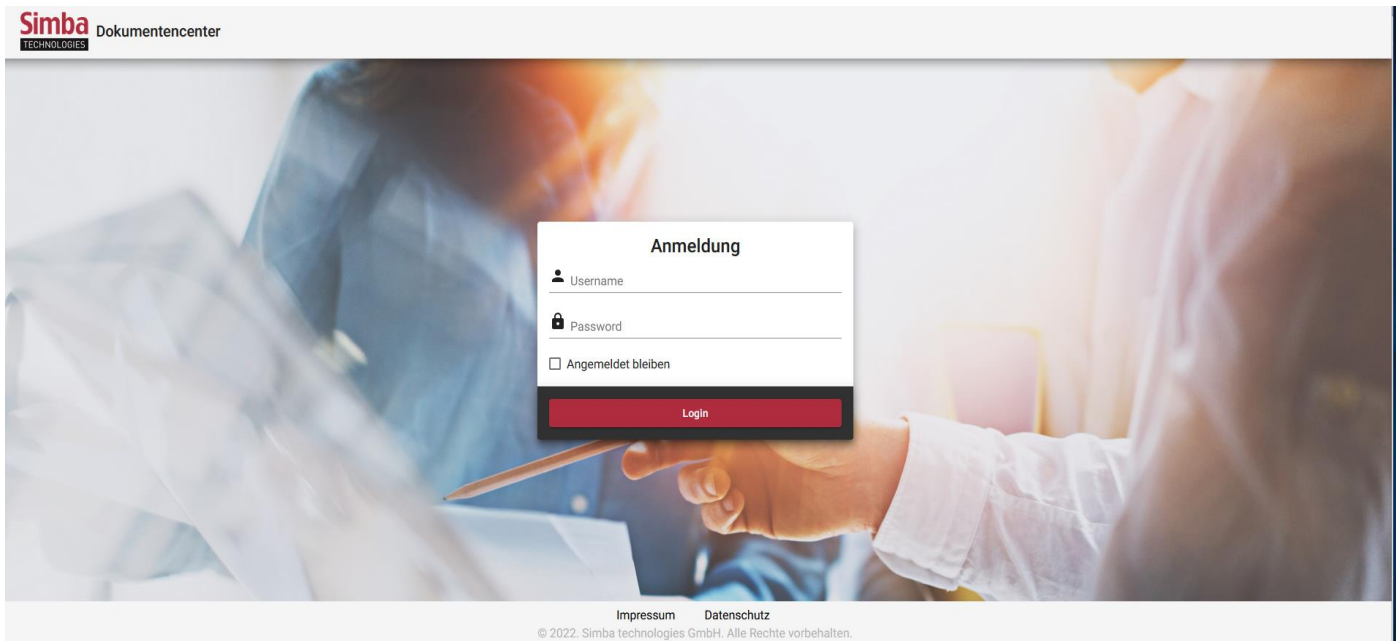 Simba
TECHNOLOGIES
Dokumentencenter
Anmeldung
Username
Password
Angemeldet bleiben
Login
Impressum Datenschutz
© 2022. Simba technologies GmbH. Alle Rechte vorbehalten.